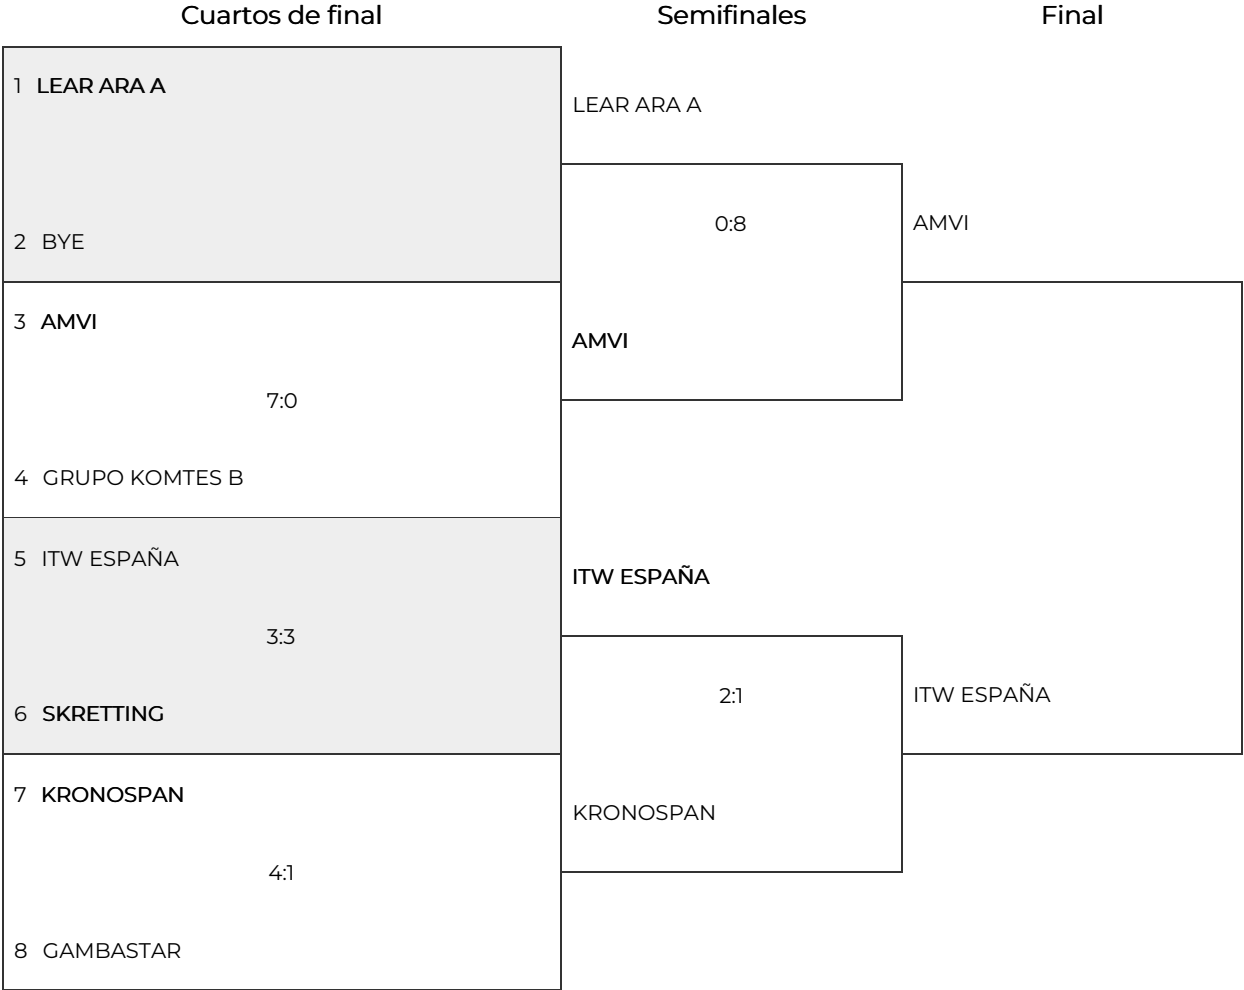 Cuartos de final
Semifinales
Final
1 LEAR ARA A
2 BYE
3 AMVI
7:0
4 GRUPO KOMTES B
5 ITW ESPAÑA
3:3
6 SKRETTING
7 KRONOSPAN
4:1
8 GAMBASTAR
LEAR ARA A
0:8
AMVI
ITW ESPAÑA
2:1
KRONOSPAN
AMVI
ITW ESPAÑA